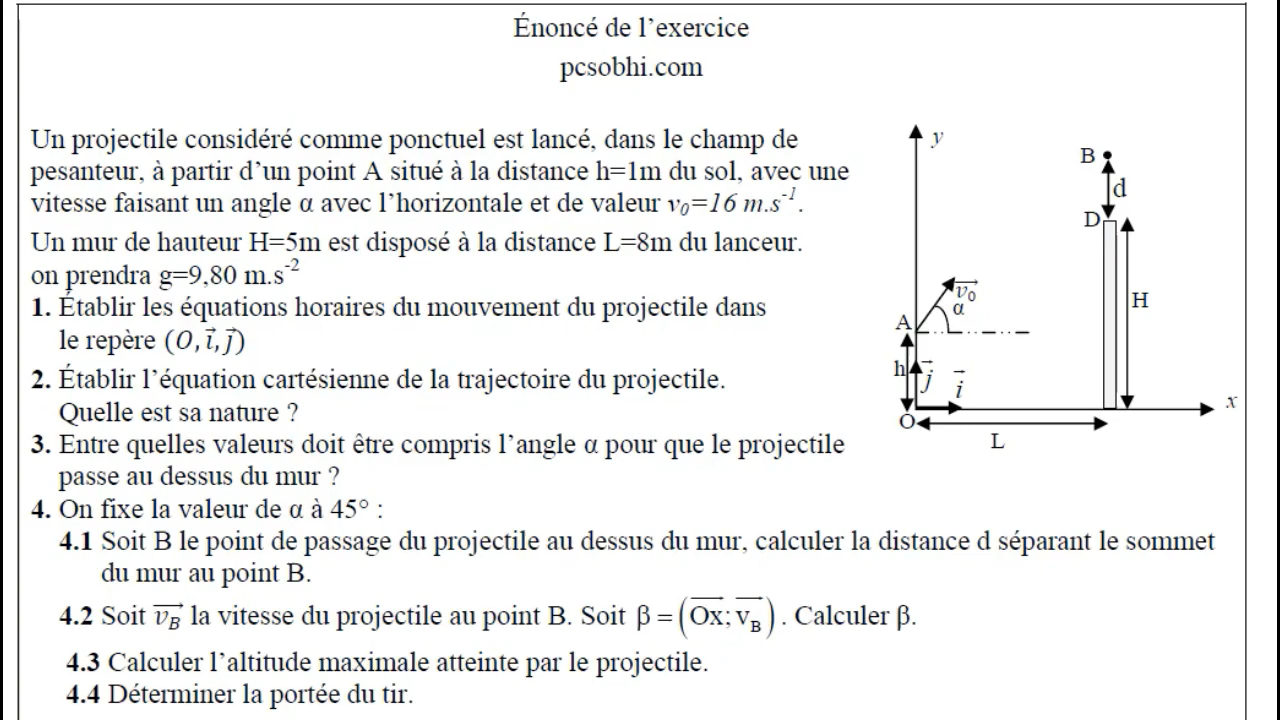 Énoncé de l'exercice
pcsobhi.com
Un projectile considéré comme ponctuel est lancé, dans le champ de
pesanteur, à partir d'un point A situé à la distance h=1m du sol, avec une
vitesse faisant un angle α avec l'horizontale et de valeur v₀=16 m.s⁻¹.
Un mur de hauteur H=5m est disposé à la distance L=8m du lanceur.
on prendra g=9,80 m.s⁻²
1. Établir les équations horaires du mouvement du projectile dans
le repère (O,i⃗,j⃗)
2. Établir l'équation cartésienne de la trajectoire du projectile.
Quelle est sa nature ?
3. Entre quelles valeurs doit être compris l'angle α pour que le projectile
passe au dessus du mur ?
4. On fixe la valeur de α à 45° :
4.1 Soit B le point de passage du projectile au dessus du mur, calculer la distance d séparant le sommet
du mur au point B.
4.2 Soit v_B⃗ la vitesse du projectile au point B. Soit β = (Ox⃗; v_B⃗). Calculer β.
4.3 Calculer l'altitude maximale atteinte par le projectile.
4.4 Déterminer la portée du tir.
y
B
d
D
v₀⃗
α
H
A
h
j⃗
i⃗
x
O
L